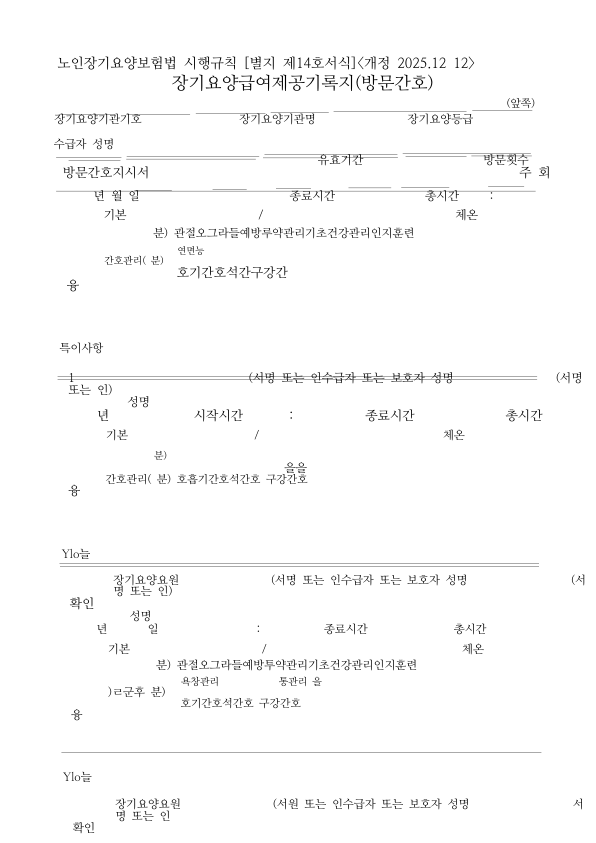 노인장기요양보험법 시행규칙 [별지 제14호서식]<개정 2025.12 12>
장기요양급여제공기록지(방문간호)
(앞쪽)
장기요양기관기호 장기요양기관명 장기요양등급
수급자 성명
유효기간 방문횟수
방문간호지시서 주 회
년 월 일 종료시간 총시간 :
기본 / 체온
분) 관절오그라들예방루약관리기초건강관리인지훈련
연면능
간호관리( 분)
호기간호석간구강간
융
특이사항
1 (서명 또는 인수급자 또는 보호자 성명 (서명
또는 인)
성명
년 시작시간 : 종료시간 총시간
기본 / 체온
분)
을을
간호관리( 분) 호흡기간호석간호 구강간호
융
Ylo늘
장기요양요원 (서명 또는 인수급자 또는 보호자 성명 (서
명 또는 인)
확인
성명
년 일 : 종료시간 총시간
기본 / 체온
분) 관절오그라들예방투약관리기초건강관리인지훈련
욕창관리 통관리 을
)ㄹ군후 분)
호기간호석간호 구강간호
융
Ylo늘
장기요양요원 (서원 또는 인수급자 또는 보호자 성명 서
명 또는 인
확인